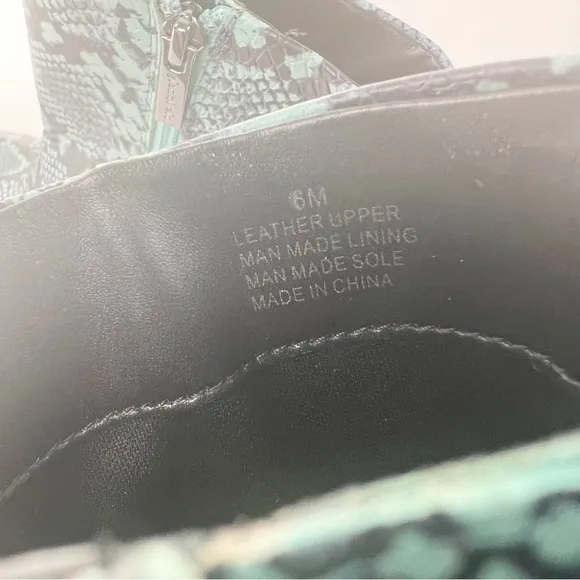 6M
LEATHER UPPER
MAN MADE LINING
MAN MADE SOLE
MADE IN CHINA